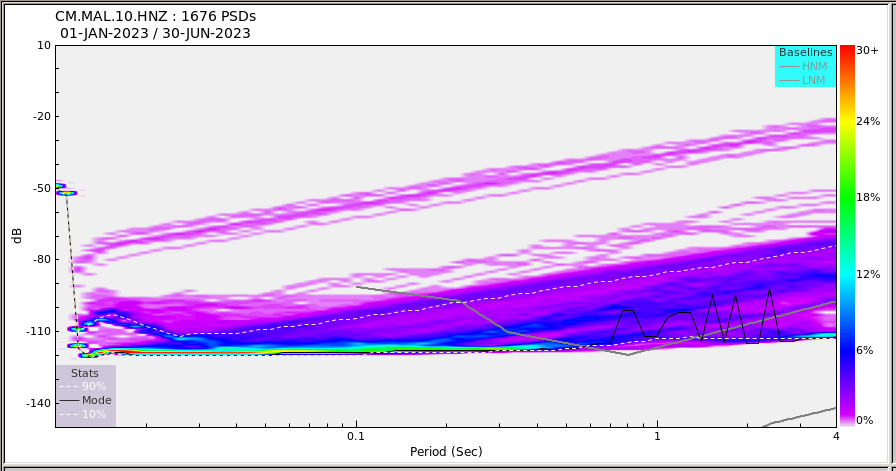 CM.MAL.10.HNZ : 1676 PSDs
01-JAN-2023 / 30-JUN-2023
10
-20
-50
-80
-110
-140
dB
Baselines
HNM
LNM
30+
24%
18%
12%
6%
0%
Stats
90%
Mode
10%
0.1
1
4
Period (Sec)